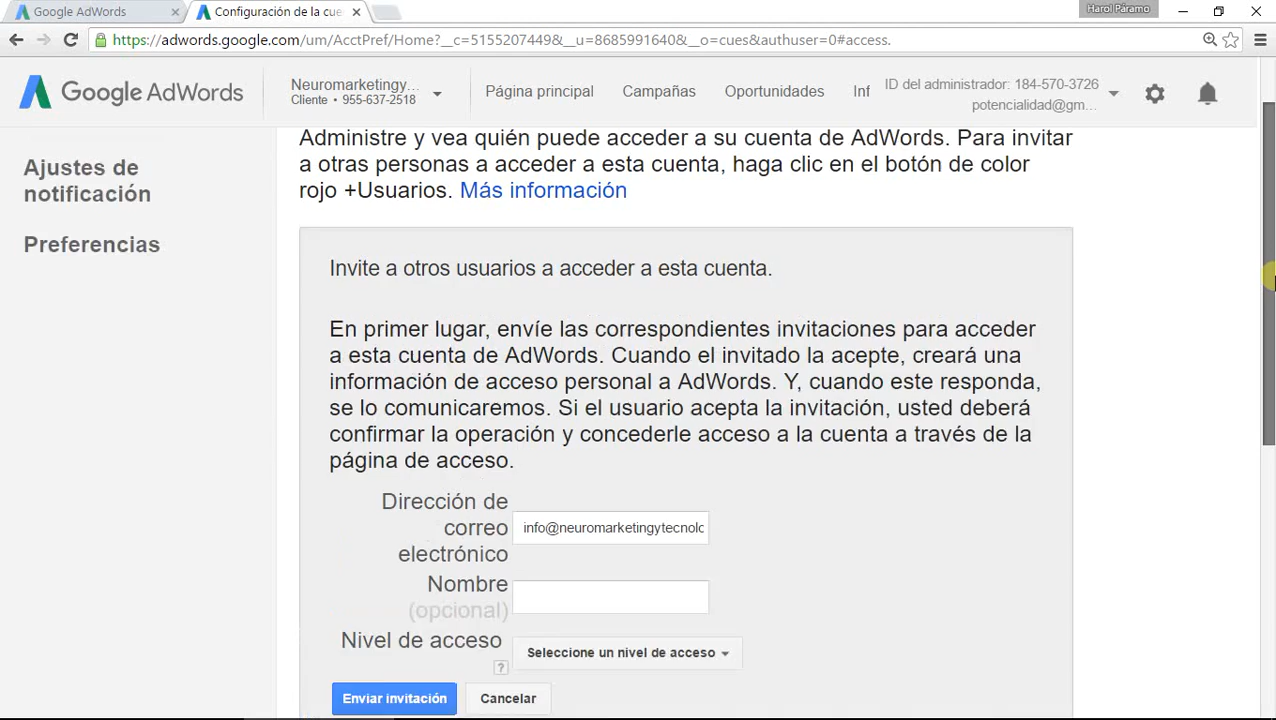 Google AdWords
Configuración de la cue
Harol Páramo
https://adwords.google.com/um/AcctPref/Home?__c=5155207449&__u=8685991640&__o=cues&authuser=0#access.
Google AdWords
Neuromarketingy...
Cliente • 955-637-2518
Página principal
Campañas
Oportunidades
Inf
ID del administrador: 184-570-3726
potencialidad@gm...
Ajustes de
notificación
Preferencias
Administre y vea quién puede acceder a su cuenta de AdWords. Para invitar
a otras personas a acceder a esta cuenta, haga clic en el botón de color
rojo +Usuarios. Más información
Invite a otros usuarios a acceder a esta cuenta.
En primer lugar, envíe las correspondientes invitaciones para acceder
a esta cuenta de AdWords. Cuando el invitado la acepte, creará una
información de acceso personal a AdWords. Y, cuando este responda,
se lo comunicaremos. Si el usuario acepta la invitación, usted deberá
confirmar la operación y concederle acceso a la cuenta a través de la
página de acceso.
Dirección de
correo
electrónico
info@neuromarketingytecnolo
Nombre
(opcional)
Nivel de acceso
?
Seleccione un nivel de acceso
Enviar invitación
Cancelar